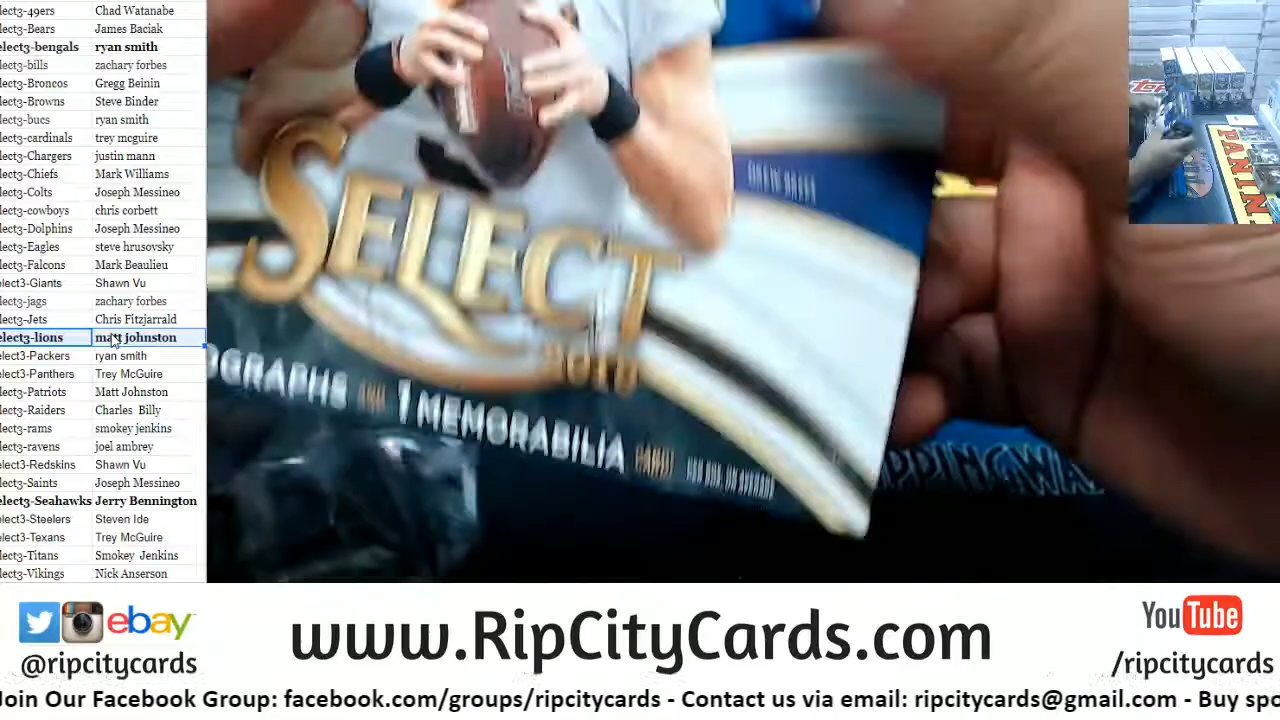 lect3-49ers Chad Watanabe
lect3-Bears James Baciak
elect3-bengals ryan smith
lect3-bills zachary forbes
lect3-Broncos Gregg Beinin
lect3-Browns Steve Binder
lect3-bucs ryan smith
lect3-cardinals trey mcguire
lect3-Chargers justin mann
lect3-Chiefs Mark Williams
lect3-Colts Joseph Messineo
lect3-cowboys chris corbett
lect3-Dolphins Joseph Messineo
lect3-Eagles steve hrusovsky
lect3-Falcons Mark Beaulieu
lect3-Giants Shawn Vu
lect3-jags zachary forbes
lect3-Jets Chris Fitzjarrald
elect3-lions matt johnston
lect3-Packers ryan smith
lect3-Panthers Trey McGuire
lect3-Patriots Matt Johnston
lect3-Raiders Charles Billy
lect3-rams smokey jenkins
lect3-ravens joel ambrey
lect3-Redskins Shawn Vu
lect3-Saints Joseph Messineo
elect3-Seahawks Jerry Bennington
lect3-Steelers Steven Ide
lect3-Texans Trey McGuire
lect3-Titans Smokey Jenkins
lect3-Vikings Nick Anserson
DREW BREES
SELECT
2018
OGRAPHS AND 1 MEMORABILIA
PANINI
ebay
@ripcitycards
www.RipCityCards.com
YouTube
/ripcitycards
Join Our Facebook Group: facebook.com/groups/ripcitycards - Contact us via email: ripcitycards@gmail.com - Buy spo